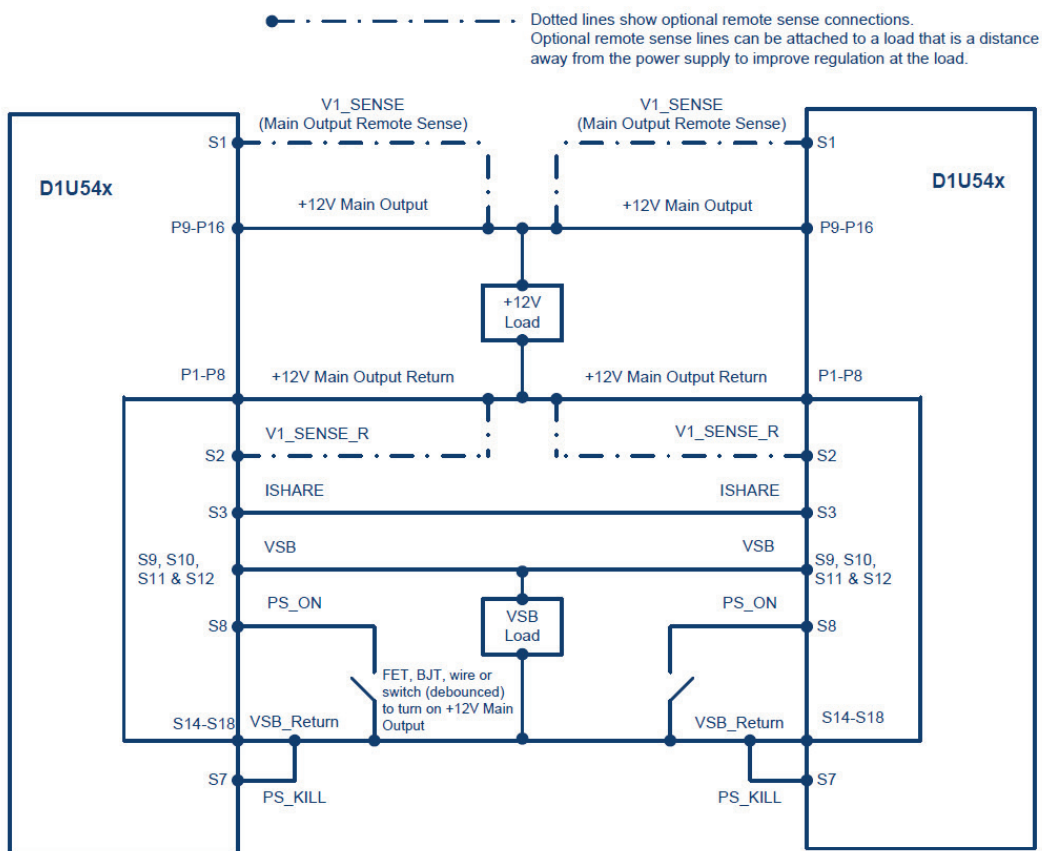 Dotted lines show optional remote sense connections.
Optional remote sense lines can be attached to a load that is a distance
away from the power supply to improve regulation at the load.
V1_SENSE
(Main Output Remote Sense)
V1_SENSE
(Main Output Remote Sense)
S1
S1
D1U54x
D1U54x
+12V Main Output
+12V Main Output
P9-P16
P9-P16
+12V
Load
P1-P8
+12V Main Output Return
+12V Main Output Return
P1-P8
V1_SENSE_R
V1_SENSE_R
S2
S2
ISHARE
ISHARE
S3
S3
VSB
VSB
S9, S10,
S11 & S12
S9, S10,
S11 & S12
PS_ON
PS_ON
S8
S8
VSB
Load
FET, BJT, wire or
switch (debounced)
to turn on +12V Main
Output
S14-S18
VSB_Return
VSB_Return
S14-S18
S7
S7
PS_KILL
PS_KILL